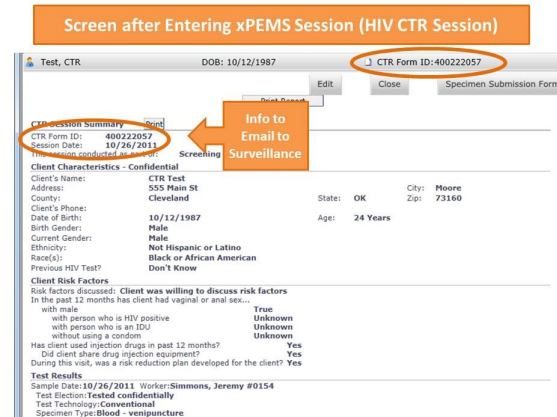 Screen after Entering xPEMS Session (HIV CTR Session)
Test, CTR DOB: 10/12/1987 CTR Form ID:400222057
Edit Close Specimen Submission Form
Print Report
CTR Session Summary Print
CTR Form ID: 400222057
Session Date: 10/26/2011
This session conducted as part of: Screening
Info to
Email to
Surveillance
Client Characteristics - Confidential
Client's Name: CTR Test
Address: 555 Main St City: Moore
County: Cleveland State: OK Zip: 73160
Client's Phone:
Date of Birth: 10/12/1987 Age: 24 Years
Birth Gender: Male
Current Gender: Male
Ethnicity: Not Hispanic or Latino
Race(s): Black or African American
Previous HIV Test? Don't Know
Client Risk Factors
Risk factors discussed: Client was willing to discuss risk factors
In the past 12 months has client had vaginal or anal sex...
with male True
with person who is HIV positive Unknown
with person who is an IDU Unknown
without using a condom Unknown
Has client used injection drugs in past 12 months? Yes
Did client share drug injection equipment? Yes
During this visit, was a risk reduction plan developed for the client? Yes
Test Results
Sample Date:10/26/2011 Worker:Simmons, Jeremy #0154
Test Election:Tested confidentially
Test Technology:Conventional
Specimen Type:Blood - venipuncture